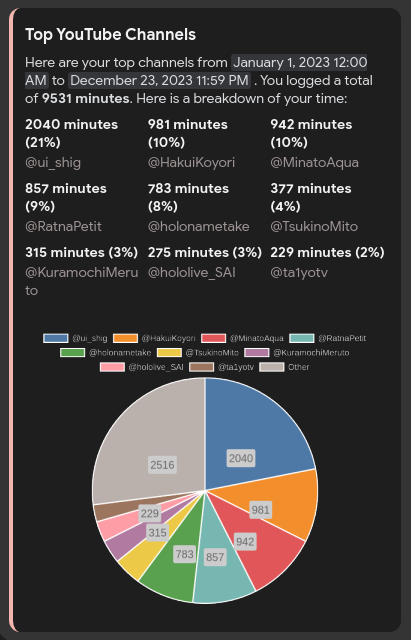 Top YouTube Channels
Here are your top channels from January 1, 2023 12:00
AM to December 23, 2023 11:59 PM . You logged a total
of 9531 minutes. Here is a breakdown of your time:
2040 minutes (21%)
@ui_shig
981 minutes (10%)
@HakuiKoyori
942 minutes (10%)
@MinatoAqua
857 minutes (9%)
@RatnaPetit
783 minutes (8%)
@holonametake
377 minutes (4%)
@TsukinoMito
315 minutes (3%)
@KuramochiMeruto
275 minutes (3%)
@hololive_SAI
229 minutes (2%)
@ta1yotv
@ui_shig @HakuiKoyori @MinatoAqua @RatnaPetit
@holonametake @TsukinoMito @KuramochiMeruto
@hololive_SAI @ta1yotv Other
2516
2040
229
981
315
942
783
857